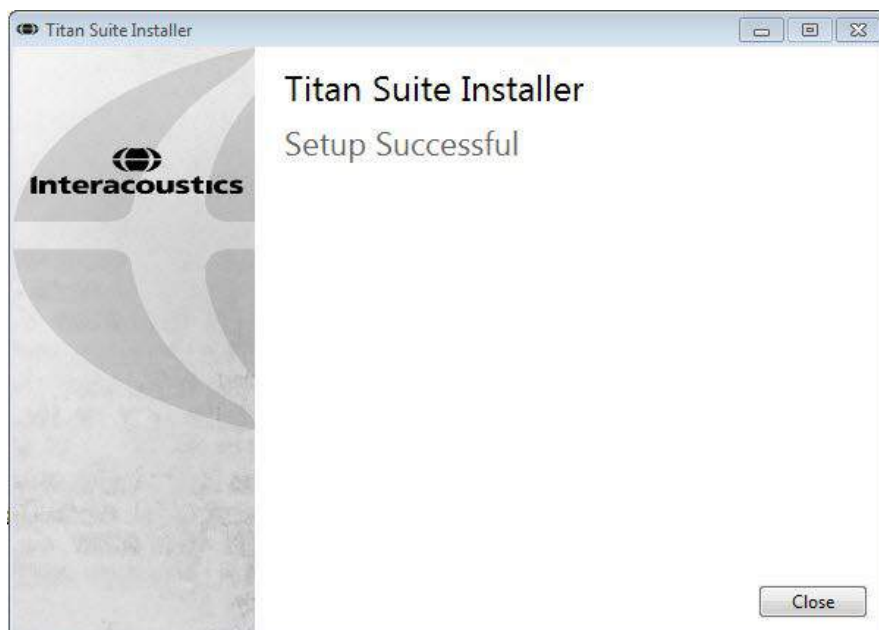 Titan Suite Installer
Titan Suite Installer
Setup Successful
Interacoustics
Close